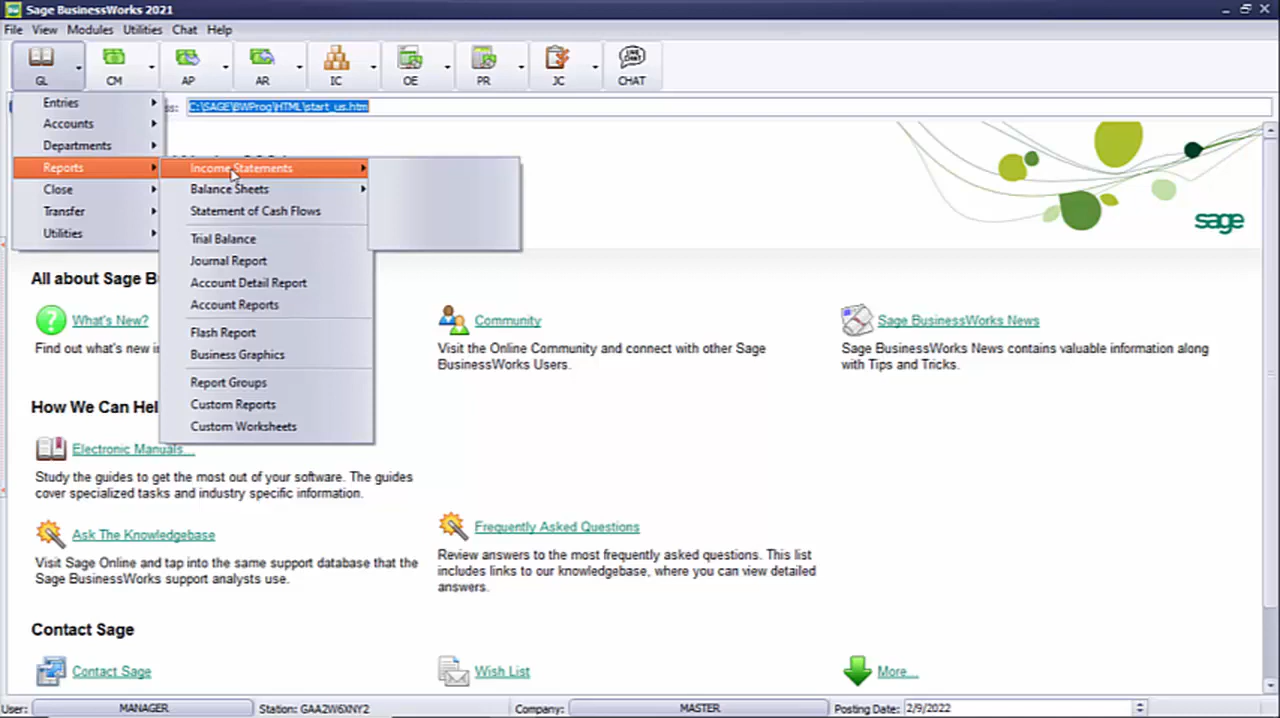 Sage BusinessWorks 2021
File View Modules Utilities Chat Help
GL CM AP AR IC OE PR JC CHAT
C:\SAGE\BWProg\HTML\start_us.htm
Entries
Accounts
Departments
Reports
Close
Transfer
Utilities
Income Statements
Balance Sheets
Statement of Cash Flows
Trial Balance
Journal Report
Account Detail Report
Account Reports
Flash Report
Business Graphics
Report Groups
Custom Reports
Custom Worksheets
sage
All about Sage B
What's New?
Find out what's new i
Community
Visit the Online Community and connect with other Sage
BusinessWorks Users.
Sage BusinessWorks News
Sage BusinessWorks News contains valuable information along
with Tips and Tricks.
How We Can Hel
Electronic Manuals...
Study the guides to get the most out of your software. The guides
cover specialized tasks and industry specific information.
Ask The Knowledgebase
Visit Sage Online and tap into the same support database that the
Sage BusinessWorks support analysts use.
Frequently Asked Questions
Review answers to the most frequently asked questions. This list
includes links to our knowledgebase, where you can view detailed
answers.
Contact Sage
Contact Sage
Wish List
More...
User: MANAGER Station: GAA2W6XNY2 Company: MASTER Posting Date: 2/9/2022